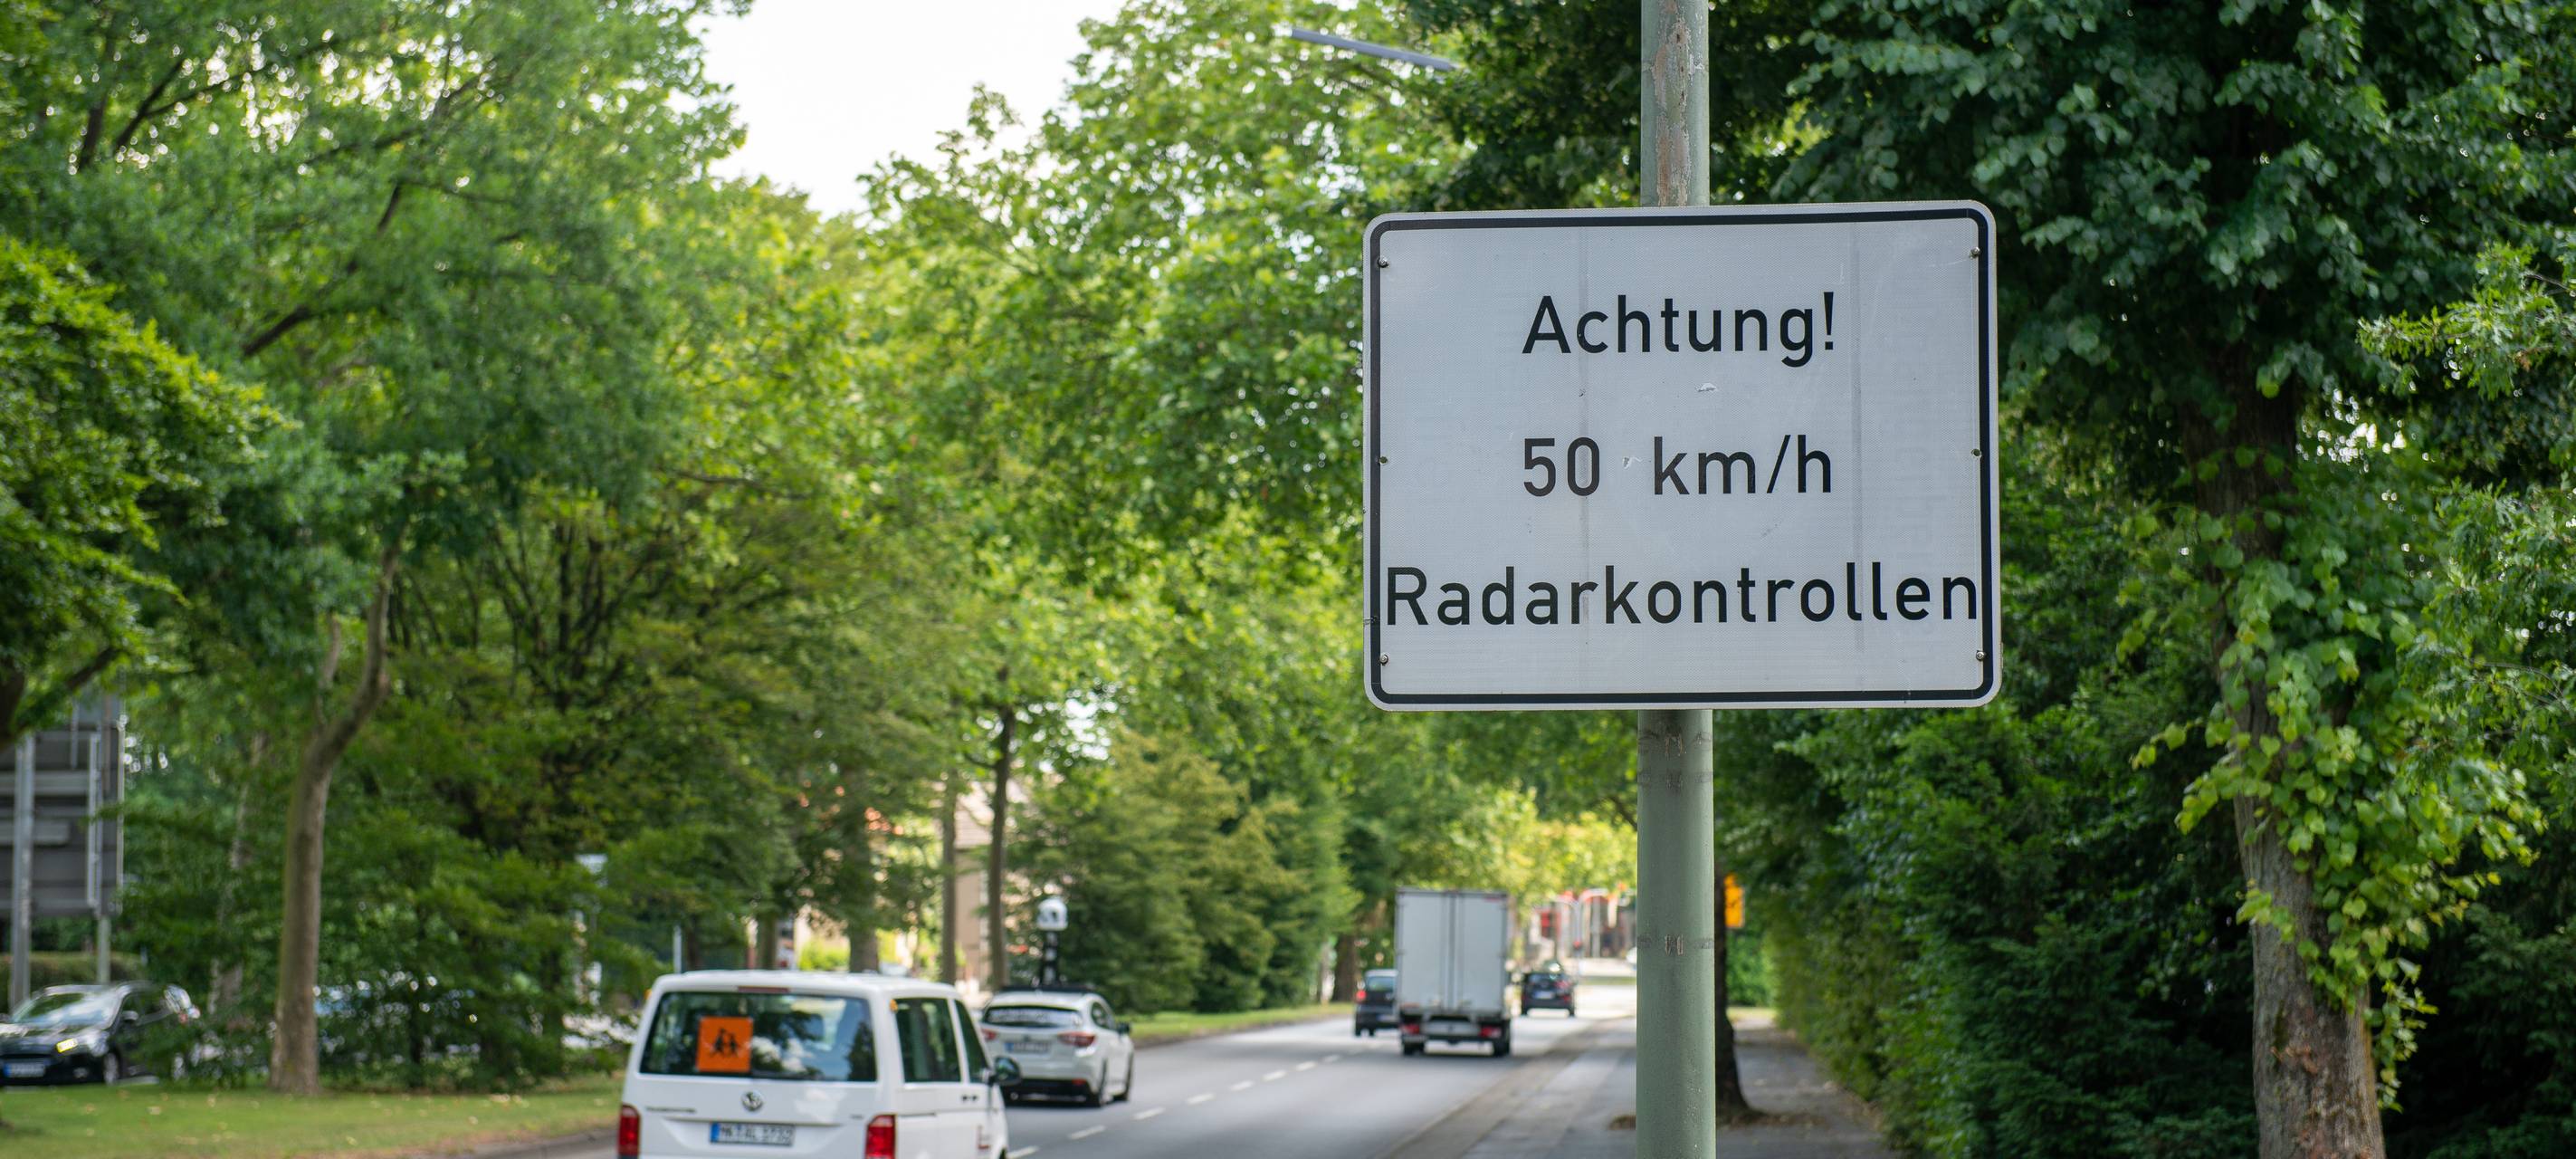 Achtung!
50 km/h
Radarkontrollen